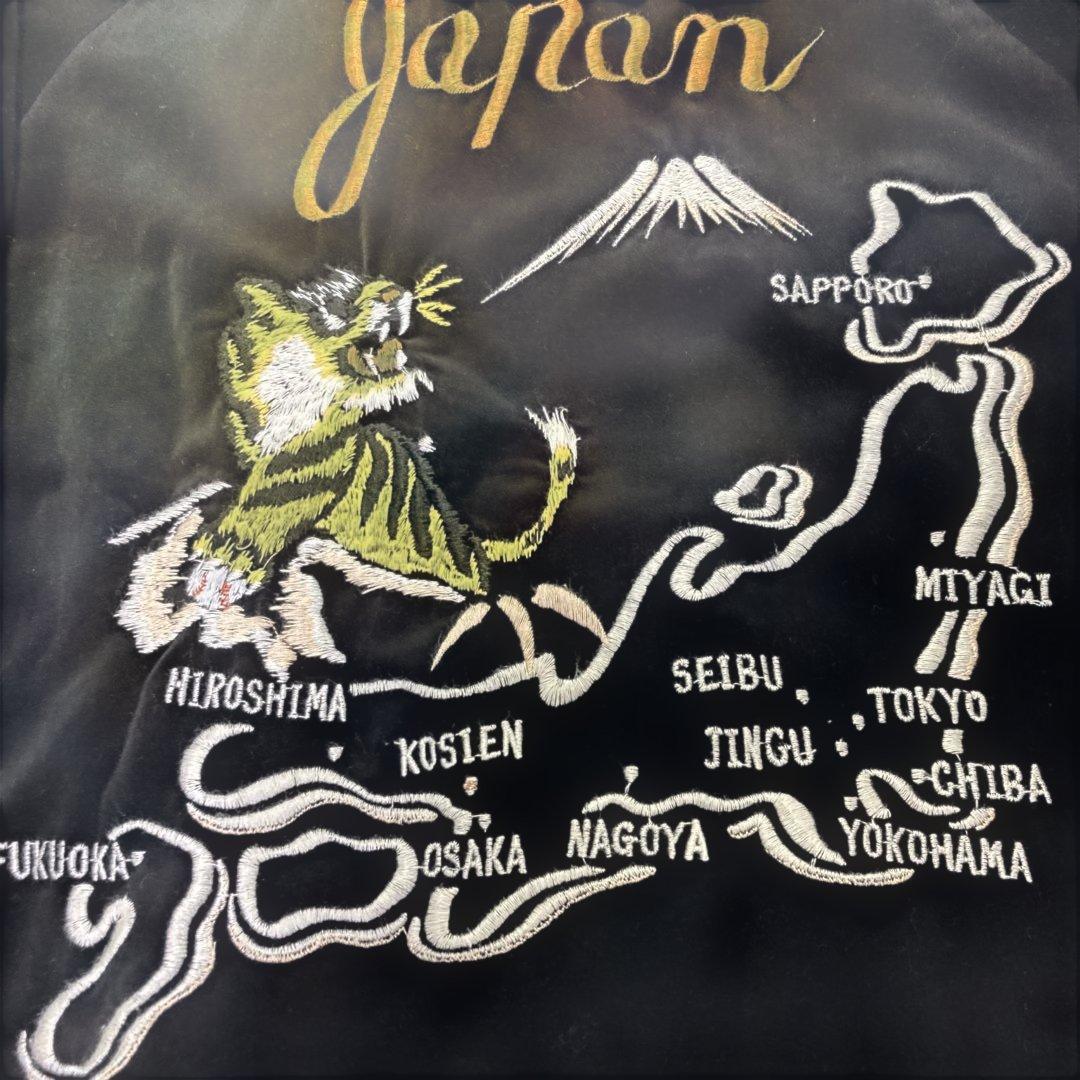 Japan
SAPPORO
MIYAGI
SEIBU
HIROSHIMA
TOKYO
KOSIEN
JINGU
CHIBA
NAGOYA
YOKOHAMA
FUKUOKA
OSAKA